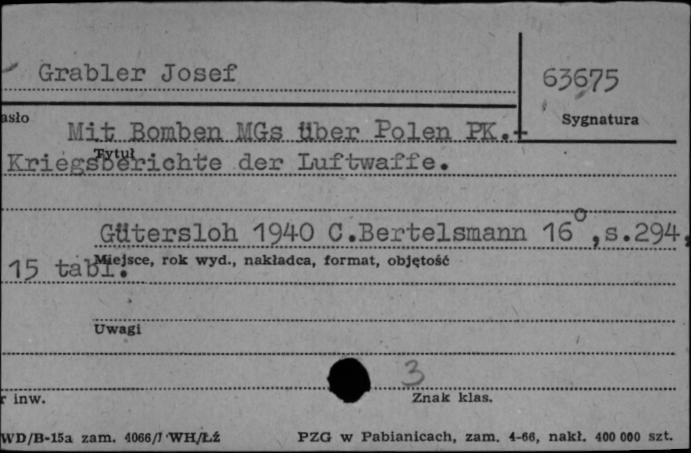 Grabler Josef
63675
asło
Sygnatura
Mit Bomben MGs über Polen PK.-
Tytuł
Kriegsberichte der Luftwaffe.
Gütersloh 1940 C.Bertelsmann 16°,s.294,
Miejsce, rok wyd., nakładca, format, objętość
15 tabl.
Uwagi
3
r inw.
Znak klas.
WD/B-15a zam. 4066/7 WH/Łź
PZG w Pabianicach, zam. 4-66, nakł. 400 000 szt.